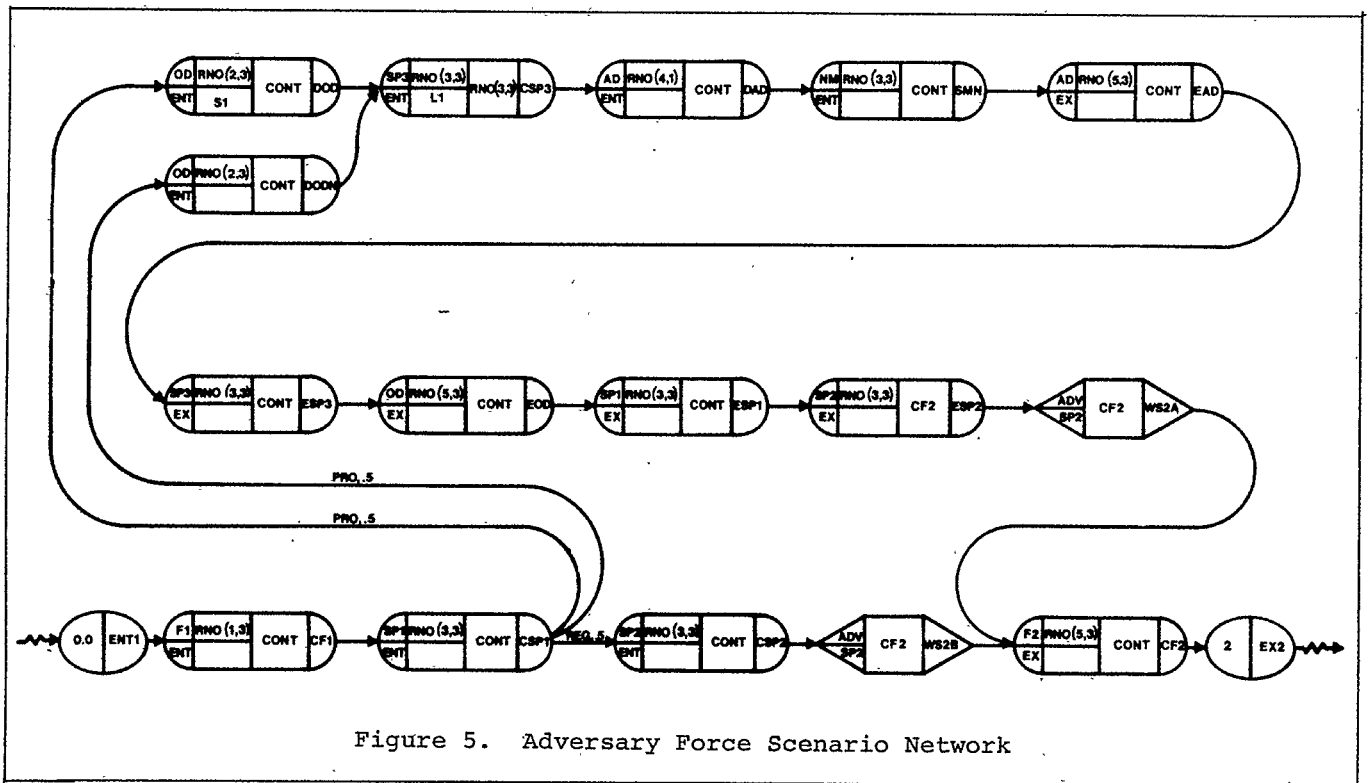 OD RNO(2,3) CONT DOD
ENT S1
SP3 RNO(3,3) RNO(3,3) CSP3
ENT L1
AD RNO(4,1) CONT DAD
ENT
NM RNO(3,3) CONT SMN
ENT
AD RNO(5,3) CONT EAD
EX
OD RNO(2,3) CONT DODN
ENT
SP3 RNO(3,3) CONT ESP3
EX
OD RNO(5,3) CONT EOD
EX
SP1 RNO(3,3) CONT ESP1
EX
SP2 RNO(3,3) CF2 ESP2
EX
ADV CF2 WS2A
SP2
PRO,.5
PRO,.5
0.0 ENT1
F1 RNO(1,3) CONT CF1
ENT
SP1 RNO(3,3) CONT CSP1
ENT
SP2 RNO(3,3) CONT CSP2
ENT
ADV CF2 WS2B
SP2
F2 RNO(5,3) CONT CF2
EX
2 EX2
Figure 5. Adversary Force Scenario Network